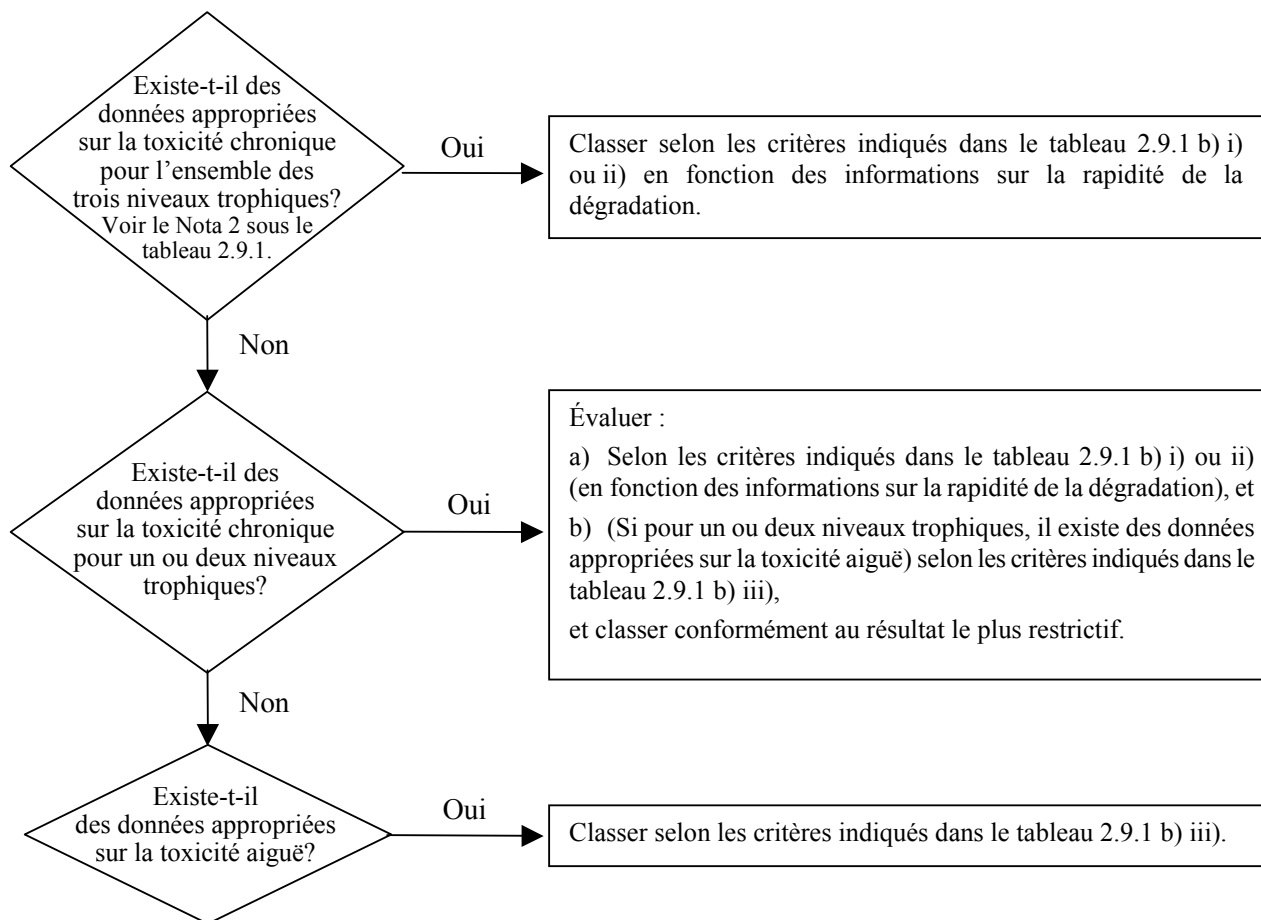 Existe-t-il des
données appropriées
sur la toxicité chronique
pour l’ensemble des
trois niveaux trophiques?
Voir le Nota 2 sous le
tableau 2.9.1.
Oui
Classer selon les critères indiqués dans le tableau 2.9.1 b) i)
ou ii) en fonction des informations sur la rapidité de la
dégradation.
Non
Existe-t-il des
données appropriées
sur la toxicité chronique
pour un ou deux niveaux
trophiques?
Oui
Évaluer :
a) Selon les critères indiqués dans le tableau 2.9.1 b) i) ou ii)
(en fonction des informations sur la rapidité de la dégradation), et
b) (Si pour un ou deux niveaux trophiques, il existe des données
appropriées sur la toxicité aiguë) selon les critères indiqués dans le
tableau 2.9.1 b) iii),
et classer conformément au résultat le plus restrictif.
Non
Existe-t-il
des données appropriées
sur la toxicité aiguë?
Oui
Classer selon les critères indiqués dans le tableau 2.9.1 b) iii).